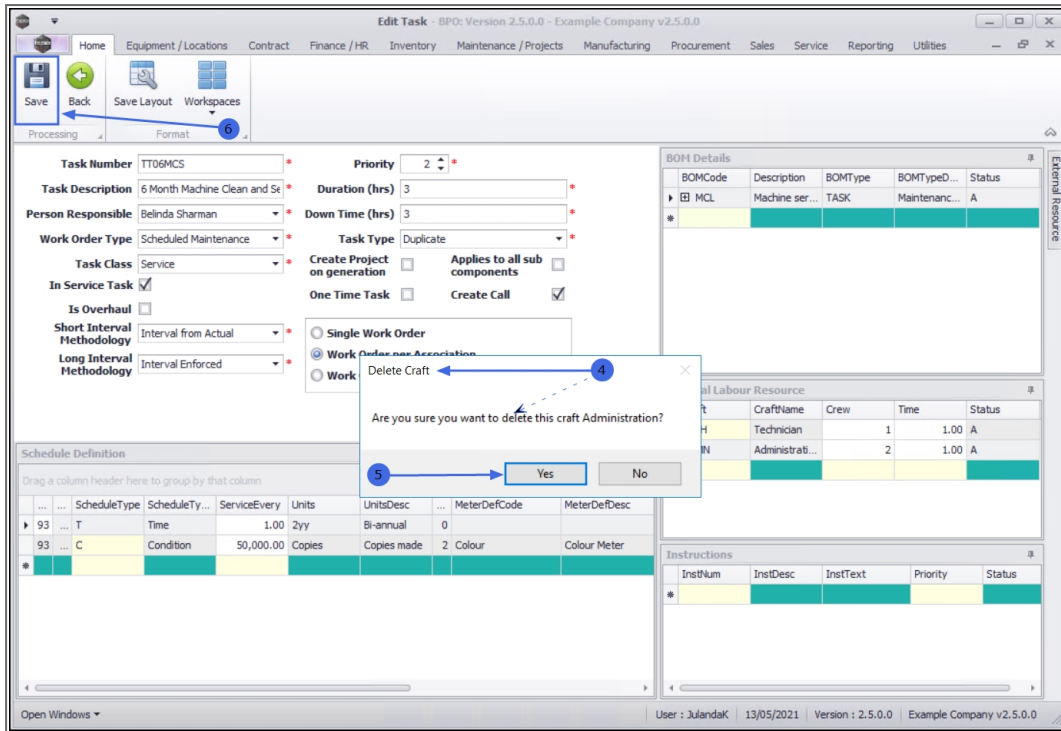 Edit Task - BPO: Version 2.5.0.0 - Example Company v2.5.0.0
Home Equipment / Locations Contract Finance / HR Inventory Maintenance / Projects Manufacturing Procurement Sales Service Reporting Utilities
Save Back Save Layout Workspaces
6
Processing Format
Task Number TT06MCS * Priority 2 *
Task Description 6 Month Machine Clean and Se * Duration (hrs) 3 *
Person Responsible Belinda Sharman * Down Time (hrs) 3 *
Work Order Type Scheduled Maintenance * Task Type Duplicate *
Task Class Service * Create Project on generation Applies to all sub components
In Service Task One Time Task Create Call
Is Overhaul
Short Interval Methodology Interval from Actual * Single Work Order
Long Interval Methodology Interval Enforced * Work Order per Association
Work
BOM Details
BOMCode Description BOMType BOMTypeD... Status
MCL Machine ser... TASK Maintenanc... A
External Resource
Delete Craft 4
Are you sure you want to delete this craft Administration?
5 Yes No
Labour Resource
CraftName Crew Time Status
Technician 1 1.00 A
Administrati... 2 1.00 A
Schedule Definition
Drag a column header here to group by that column
... ... ScheduleType ScheduleTy... ServiceEvery Units UnitsDesc ... MeterDefCode MeterDefDesc
93 ... T Time 1.00 2yy Bi-annual 0
93 ... C Condition 50,000.00 Copies Copies made 2 Colour Colour Meter
Instructions
InstNum InstDesc InstText Priority Status
Open Windows User : JulandaK 13/05/2021 Version : 2.5.0.0 Example Company v2.5.0.0